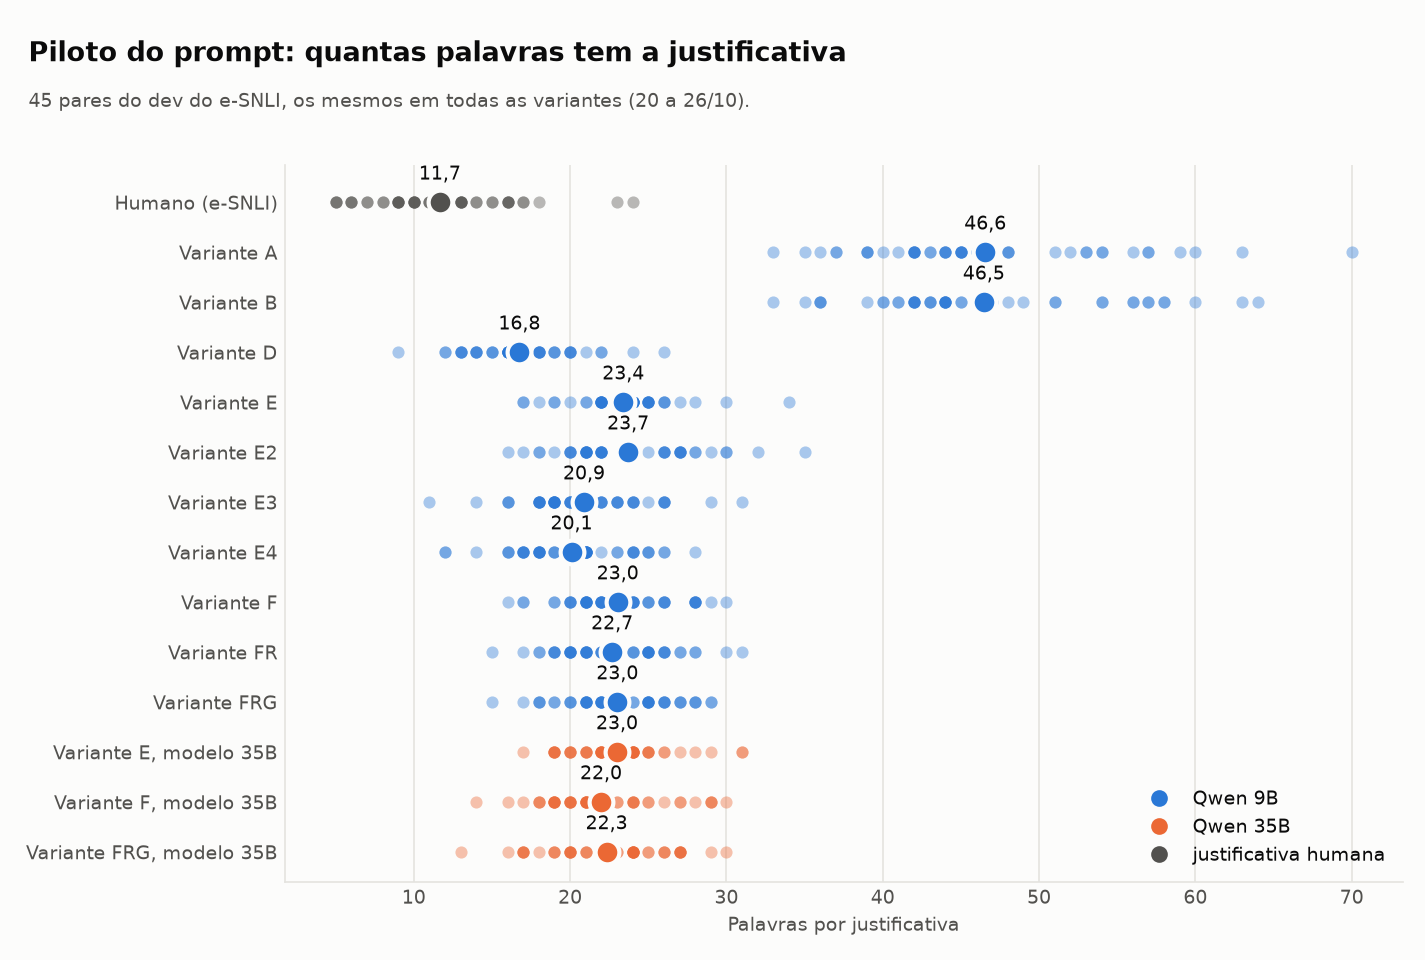 Piloto do prompt: quantas palavras tem a justificativa
45 pares do dev do e-SNLI, os mesmos em todas as variantes (20 a 26/10).
11,7
Humano (e-SNLI)
46,6
Variante A
46,5
Variante B
16,8
Variante D
23,4
Variante E
23,7
Variante E2
20,9
Variante E3
20,1
Variante E4
23,0
Variante F
22,7
Variante FR
23,0
Variante FRG
23,0
Variante E, modelo 35B
22,0
Variante F, modelo 35B
22,3
Variante FRG, modelo 35B
Qwen 9B
Qwen 35B
justificativa humana
10 20 30 40 50 60 70
Palavras por justificativa